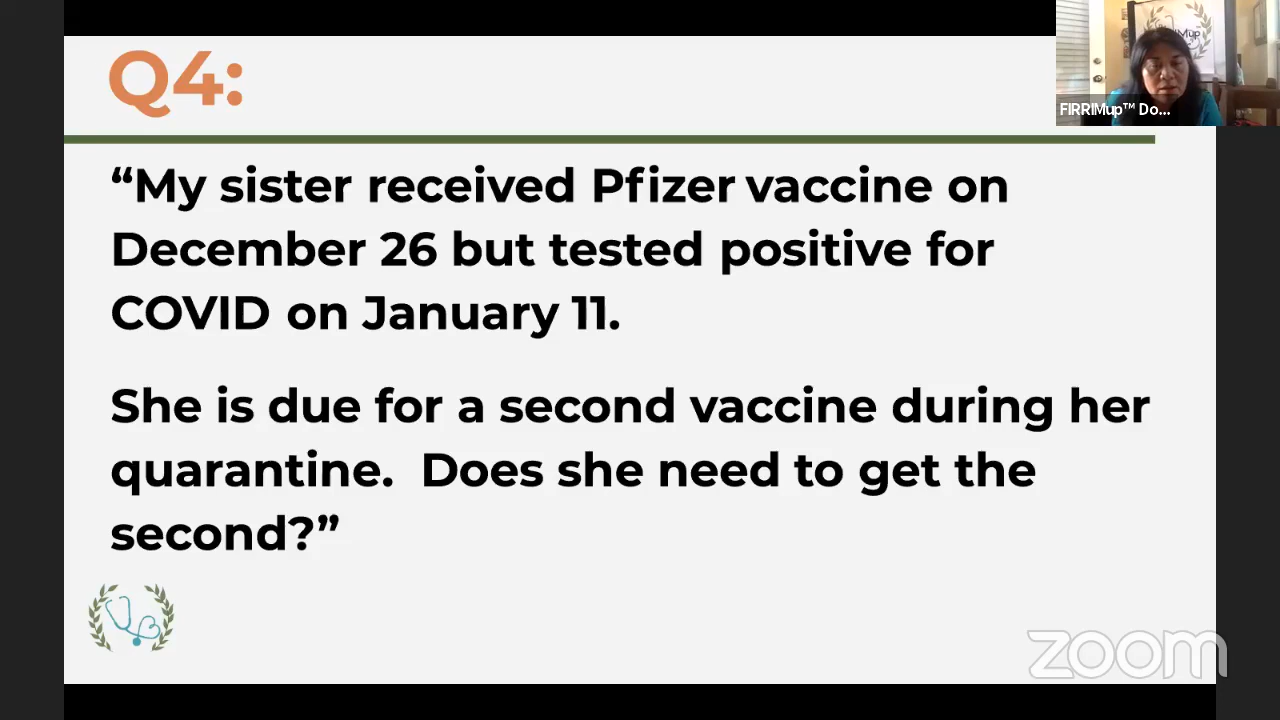 Q4:
FIRRIMup™ Do...
“My sister received Pfizer vaccine on
December 26 but tested positive for
COVID on January 11.
She is due for a second vaccine during her
quarantine.  Does she need to get the
second?”
zoom